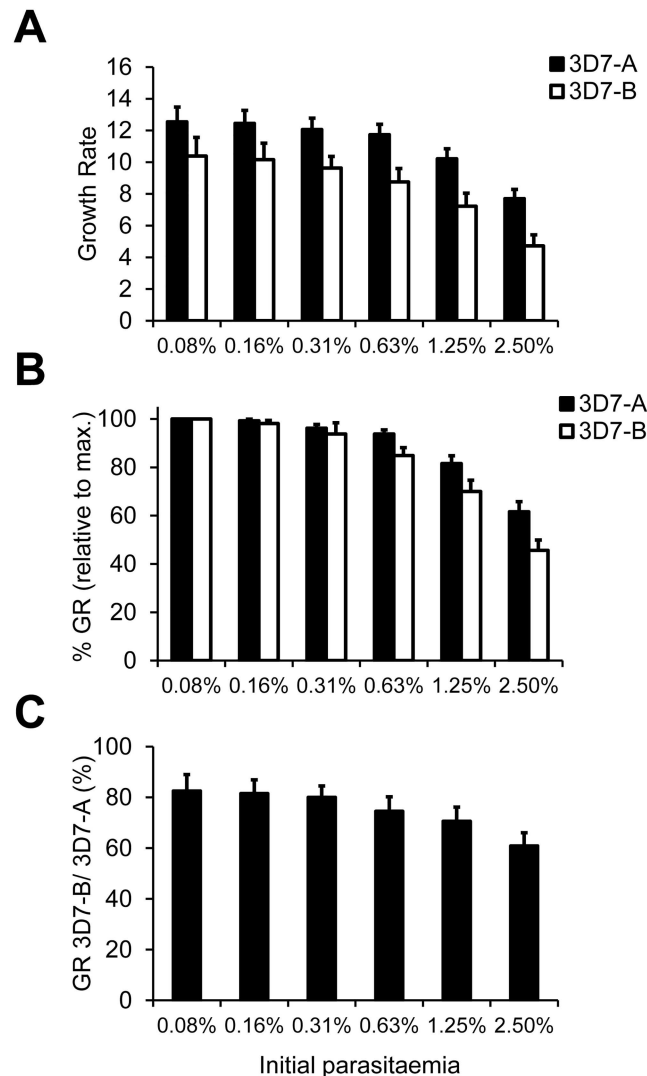 A
16
14
12
10
8
6
4
2
0
Growth Rate
3D7-A
3D7-B
0.08% 0.16% 0.31% 0.63% 1.25% 2.50%
B
100
80
60
40
20
0
% GR (relative to max.)
3D7-A
3D7-B
0.08% 0.16% 0.31% 0.63% 1.25% 2.50%
C
100
80
60
40
20
0
GR 3D7-B/ 3D7-A (%)
0.08% 0.16% 0.31% 0.63% 1.25% 2.50%
Initial parasitaemia